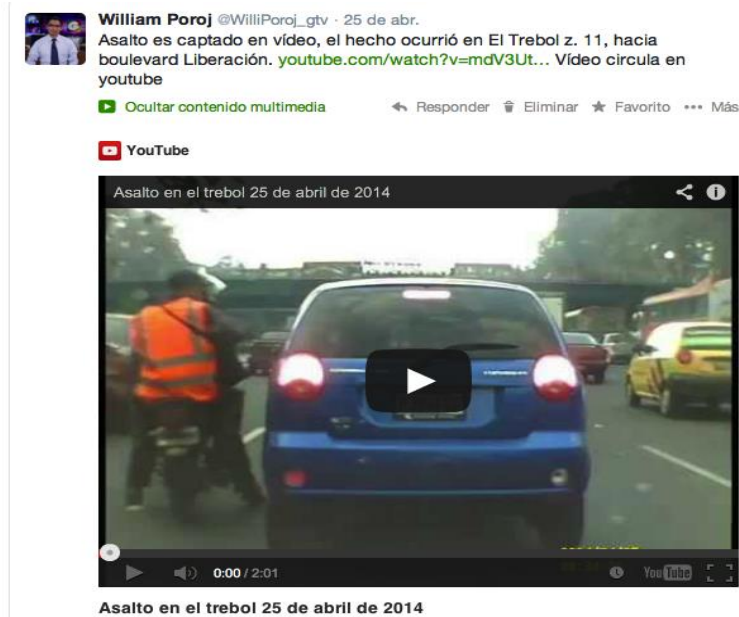 William Poroj @WilliPoroj_gtv · 25 de abr.
Asalto es captado en vídeo, el hecho ocurrió en El Trebol z. 11, hacia
boulevard Liberación. youtube.com/watch?v=mdV3Ut... Vídeo circula en
youtube
Ocultar contenido multimedia Responder Eliminar Favorito Más
YouTube
Asalto en el trebol 25 de abril de 2014
0:00 / 2:01 YouTube
Asalto en el trebol 25 de abril de 2014